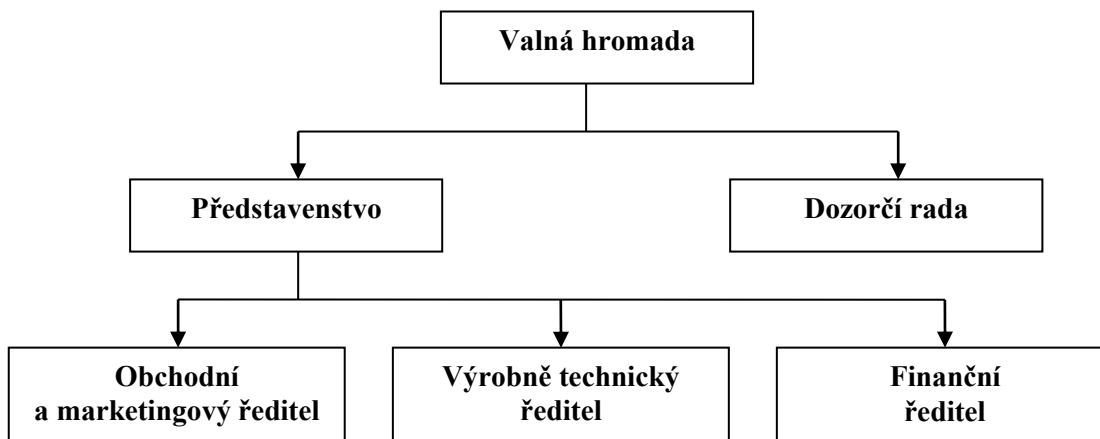 Valná hromada
Představenstvo
Dozorčí rada
Obchodní
a marketingový ředitel
Výrobně technický
ředitel
Finanční
ředitel